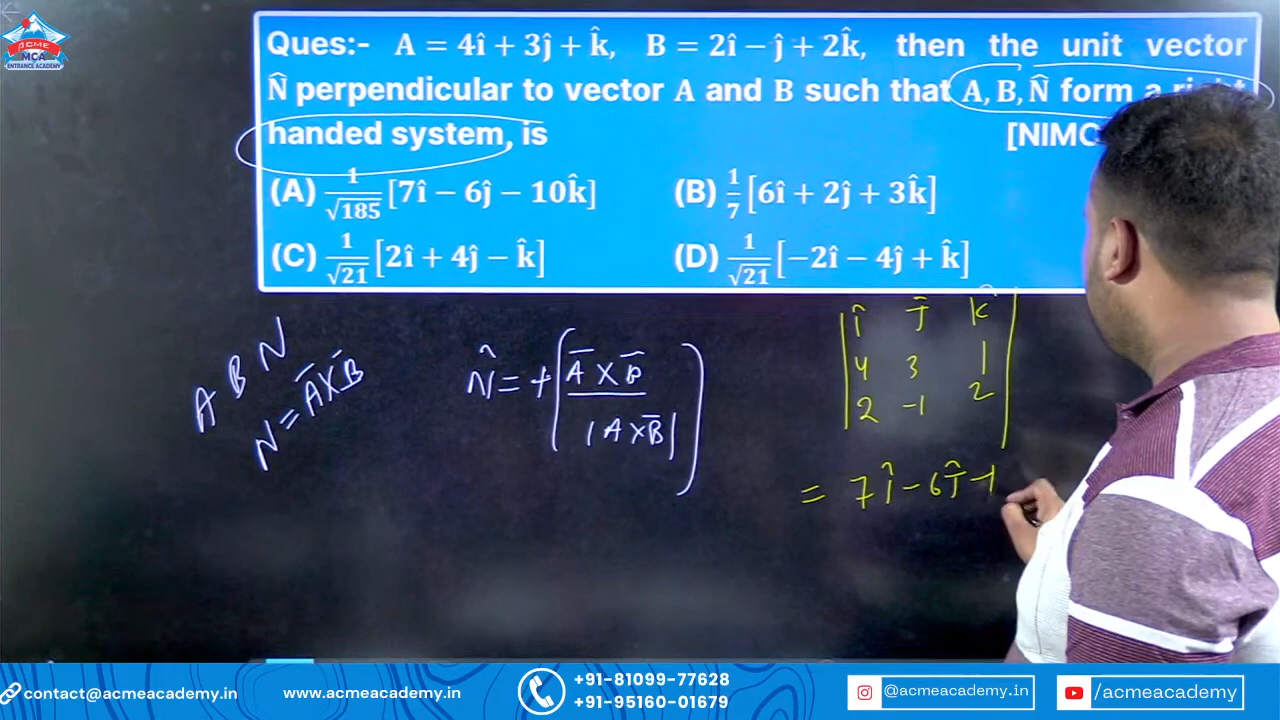 ACME
MCA
ENTRANCE ACADEMY
Ques:- A = 4î + 3ĵ + k̂, B = 2î − ĵ + 2k̂, then the unit vector
N̂ perpendicular to vector A and B such that A, B, N̂ form a right
handed system, is [NIMC
(A) 1/√185 [7î − 6ĵ − 10k̂] (B) 1/7 [6î + 2ĵ + 3k̂]
(C) 1/√21 [2î + 4ĵ − k̂] (D) 1/√21 [−2î − 4ĵ + k̂]
A B N
N = A̅ × B̅
N̂ = + (A̅ × B̅ / |A × B̅|)
| î ĵ k̂ |
| 4 3 1 |
| 2 -1 2 |
= 7î − 6ĵ − 1
contact@acmeacademy.in
www.acmeacademy.in
+91-81099-77628
+91-95160-01679
@acmeacademy.in
/acmeacademy